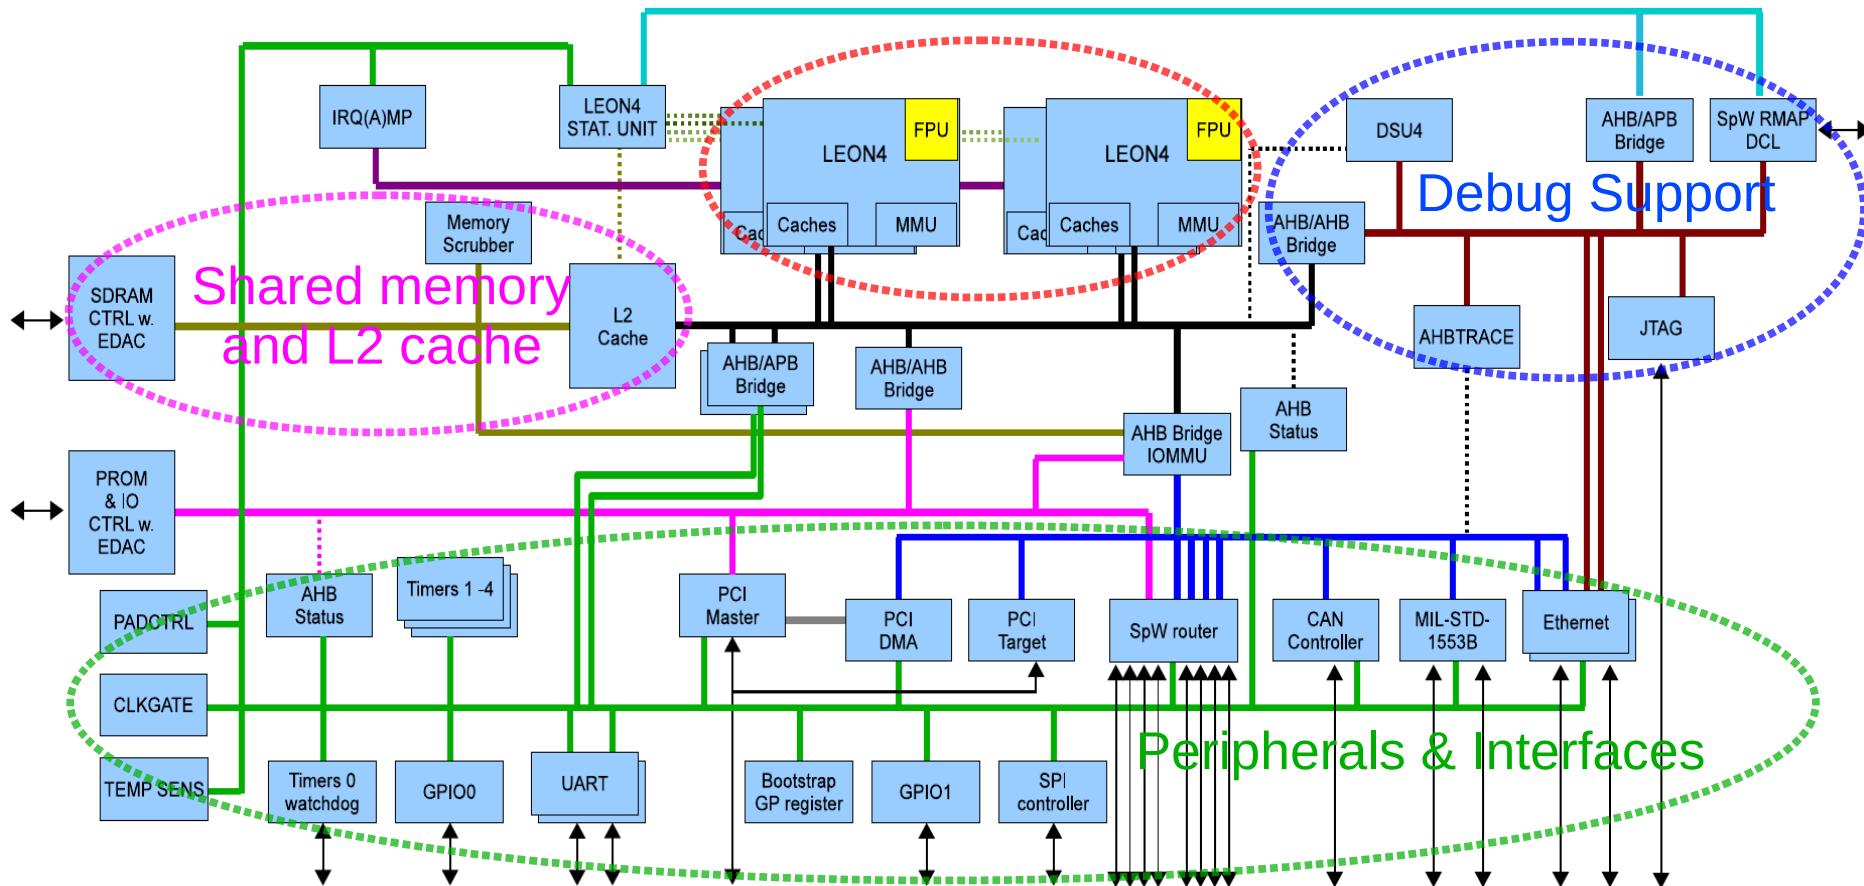 IRQ(A)MP
LEON4
STAT. UNIT
LEON4
FPU
Caches
MMU
Cac
LEON4
FPU
Caches
MMU
Cac
DSU4
AHB/APB
Bridge
SpW RMAP
DCL
Debug Support
Memory
Scrubber
AHB/AHB
Bridge
SDRAM
CTRL w.
EDAC
Shared memory
and L2 cache
L2
Cache
AHBTRACE
JTAG
AHB/APB
Bridge
AHB/AHB
Bridge
AHB
Status
AHB Bridge
IOMMU
PROM
& IO
CTRL w.
EDAC
PADCTRL
AHB
Status
Timers 1 -4
PCI
Master
PCI
DMA
PCI
Target
SpW router
CAN
Controller
MIL-STD-
1553B
Ethernet
CLKGATE
Peripherals & Interfaces
TEMP SENS
Timers 0
watchdog
GPIO0
UART
Bootstrap
GP register
GPIO1
SPI
controller